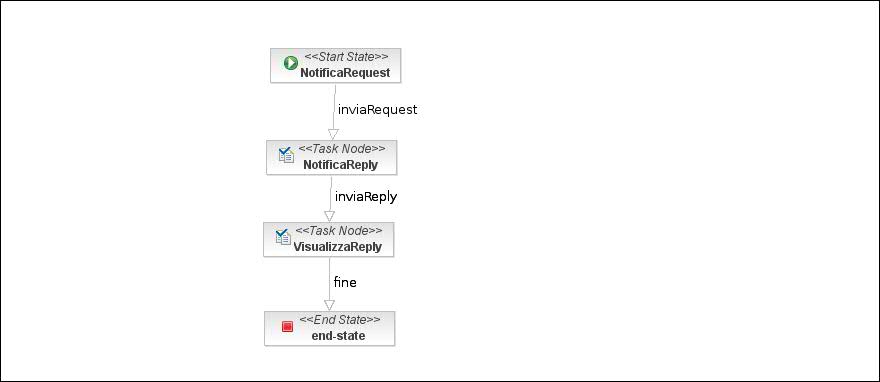 <<Start State>>
NotificaRequest
inviaRequest
<<Task Node>>
NotificaReply
inviaReply
<<Task Node>>
VisualizzaReply
fine
<<End State>>
end-state